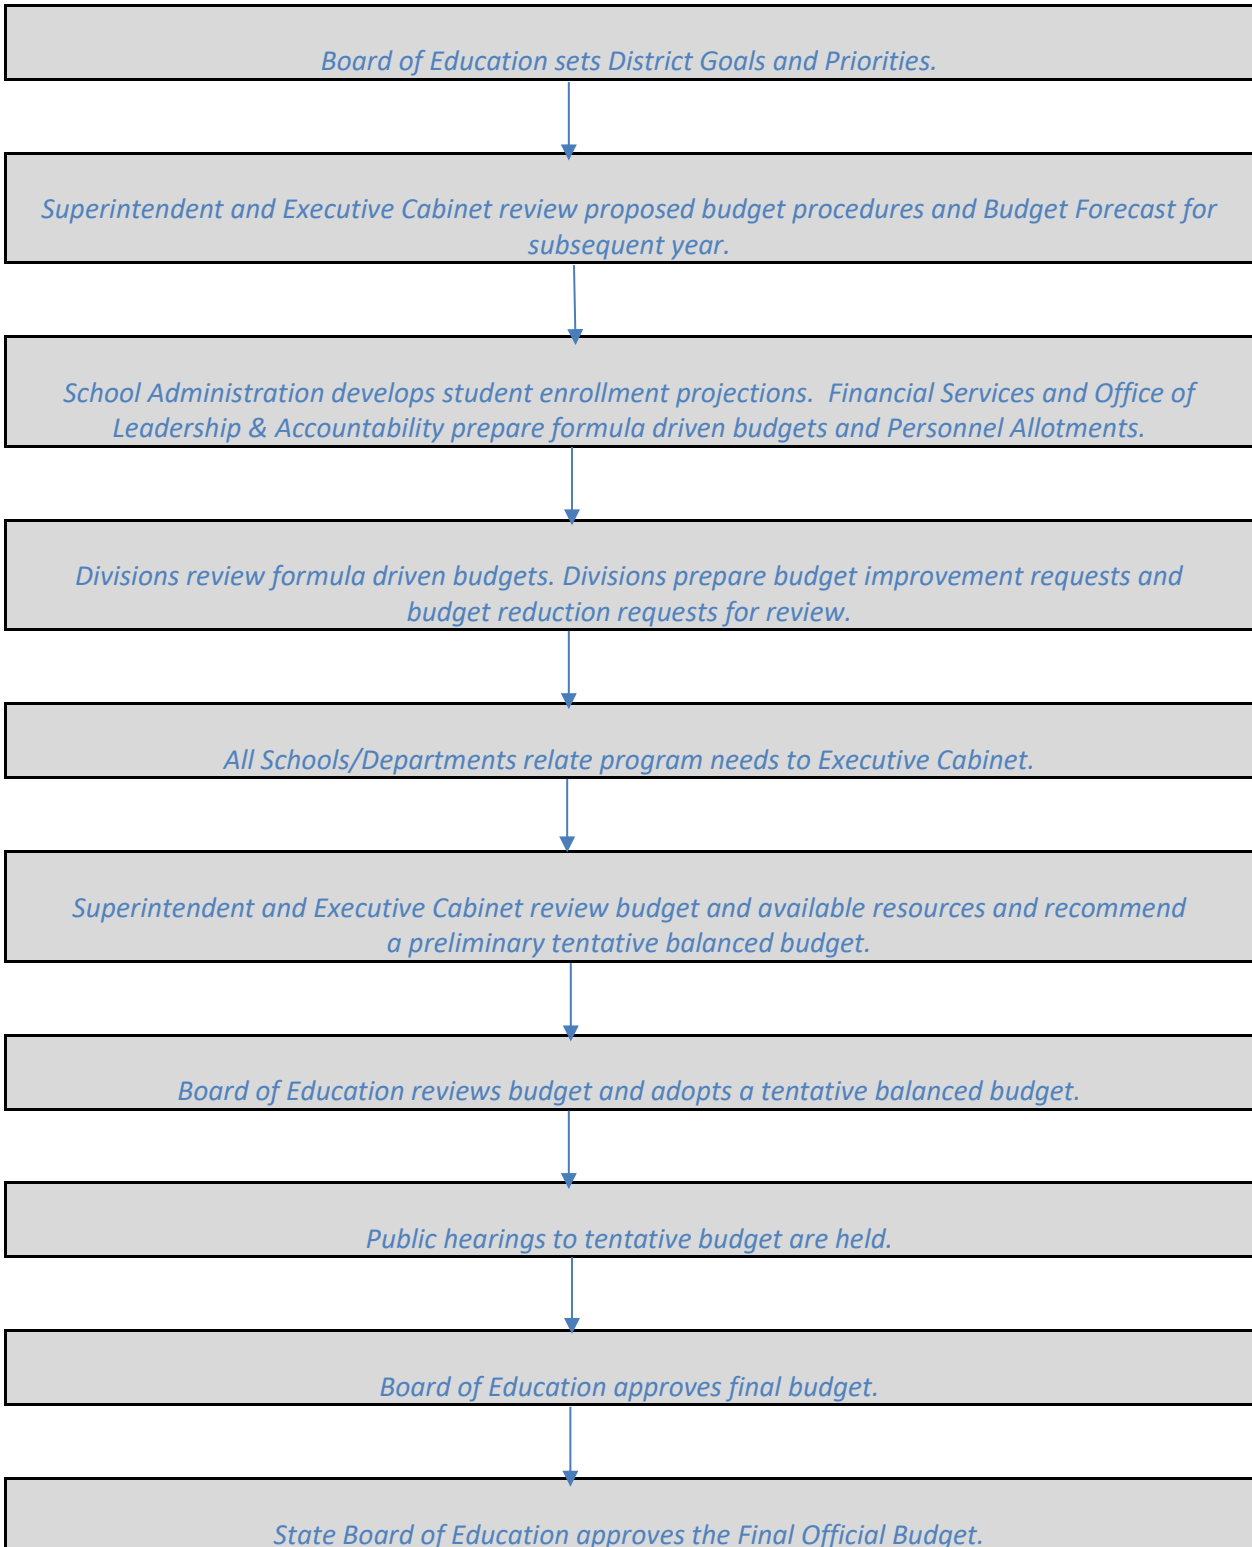 Board of Education sets District Goals and Priorities.
Superintendent and Executive Cabinet review proposed budget procedures and Budget Forecast for
subsequent year.
School Administration develops student enrollment projections.  Financial Services and Office of
Leadership & Accountability prepare formula driven budgets and Personnel Allotments.
Divisions review formula driven budgets. Divisions prepare budget improvement requests and
budget reduction requests for review.
All Schools/Departments relate program needs to Executive Cabinet.
Superintendent and Executive Cabinet review budget and available resources and recommend
a preliminary tentative balanced budget.
Board of Education reviews budget and adopts a tentative balanced budget.
Public hearings to tentative budget are held.
Board of Education approves final budget.
State Board of Education approves the Final Official Budget.